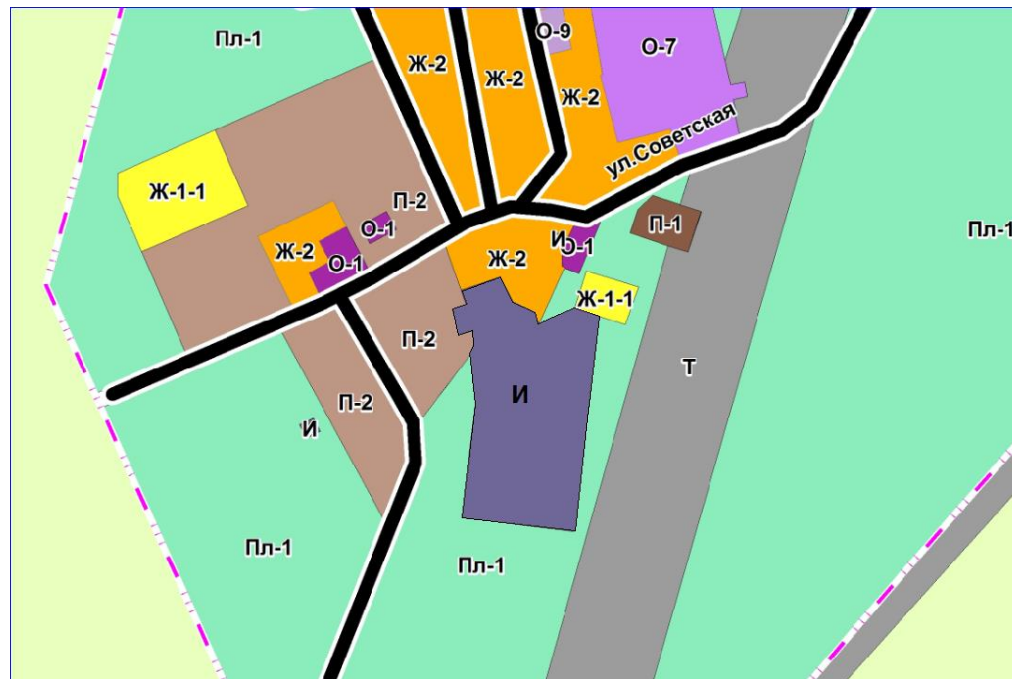 О-9
Пл-1
О-7
Ж-2
Ж-2
Ж-2
ул.Советская
Ж-1-1
П-2
О-1
П-1
Пл-1
И
О-1
Ж-2
О-1
Ж-2
Ж-1-1
П-2
Т
И
П-2
И
Пл-1
Пл-1